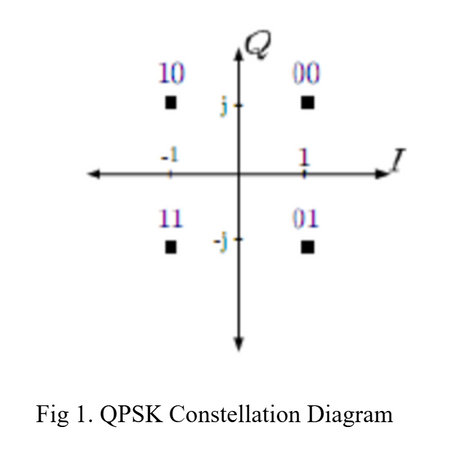 Q
10 00
j
-1 1 I
11 01
-j
Fig 1. QPSK Constellation Diagram